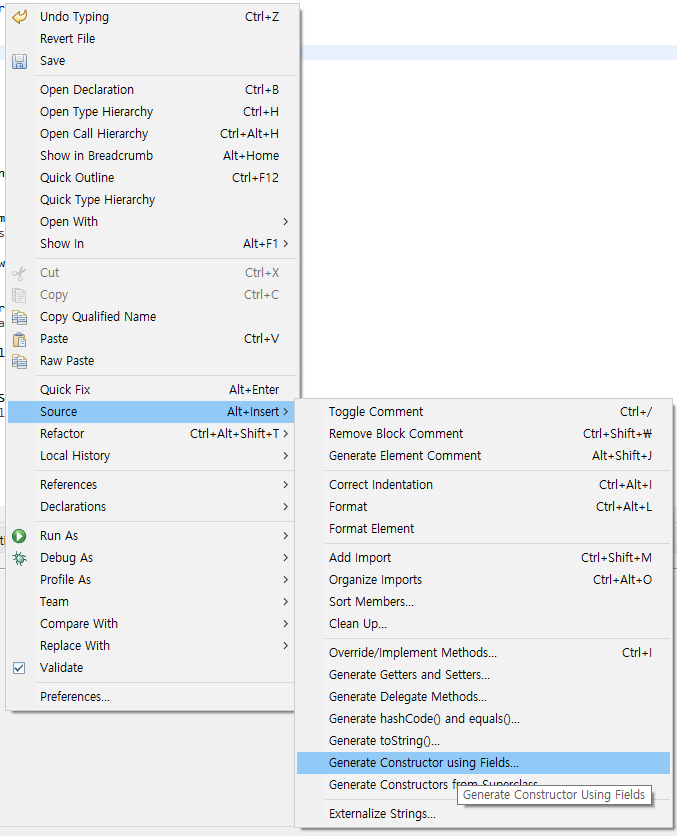 Undo Typing Ctrl+Z
Revert File
Save
Open Declaration Ctrl+B
Open Type Hierarchy Ctrl+H
Open Call Hierarchy Ctrl+Alt+H
Show in Breadcrumb Alt+Home
Quick Outline Ctrl+F12
Quick Type Hierarchy
Open With
Show In Alt+F1
Cut Ctrl+X
Copy Ctrl+C
Copy Qualified Name
Paste Ctrl+V
Raw Paste
Quick Fix Alt+Enter
Source Alt+Insert
Refactor Ctrl+Alt+Shift+T
Local History
References
Declarations
Run As
Debug As
Profile As
Team
Compare With
Replace With
Validate
Preferences...
Toggle Comment Ctrl+/
Remove Block Comment Ctrl+Shift+₩
Generate Element Comment Alt+Shift+J
Correct Indentation Ctrl+Alt+I
Format Ctrl+Alt+L
Format Element
Add Import Ctrl+Shift+M
Organize Imports Ctrl+Alt+O
Sort Members...
Clean Up...
Override/Implement Methods... Ctrl+I
Generate Getters and Setters...
Generate Delegate Methods...
Generate hashCode() and equals()...
Generate toString()...
Generate Constructor using Fields...
Generate Constructors from Superclass
Generate Constructor Using Fields
Externalize Strings...